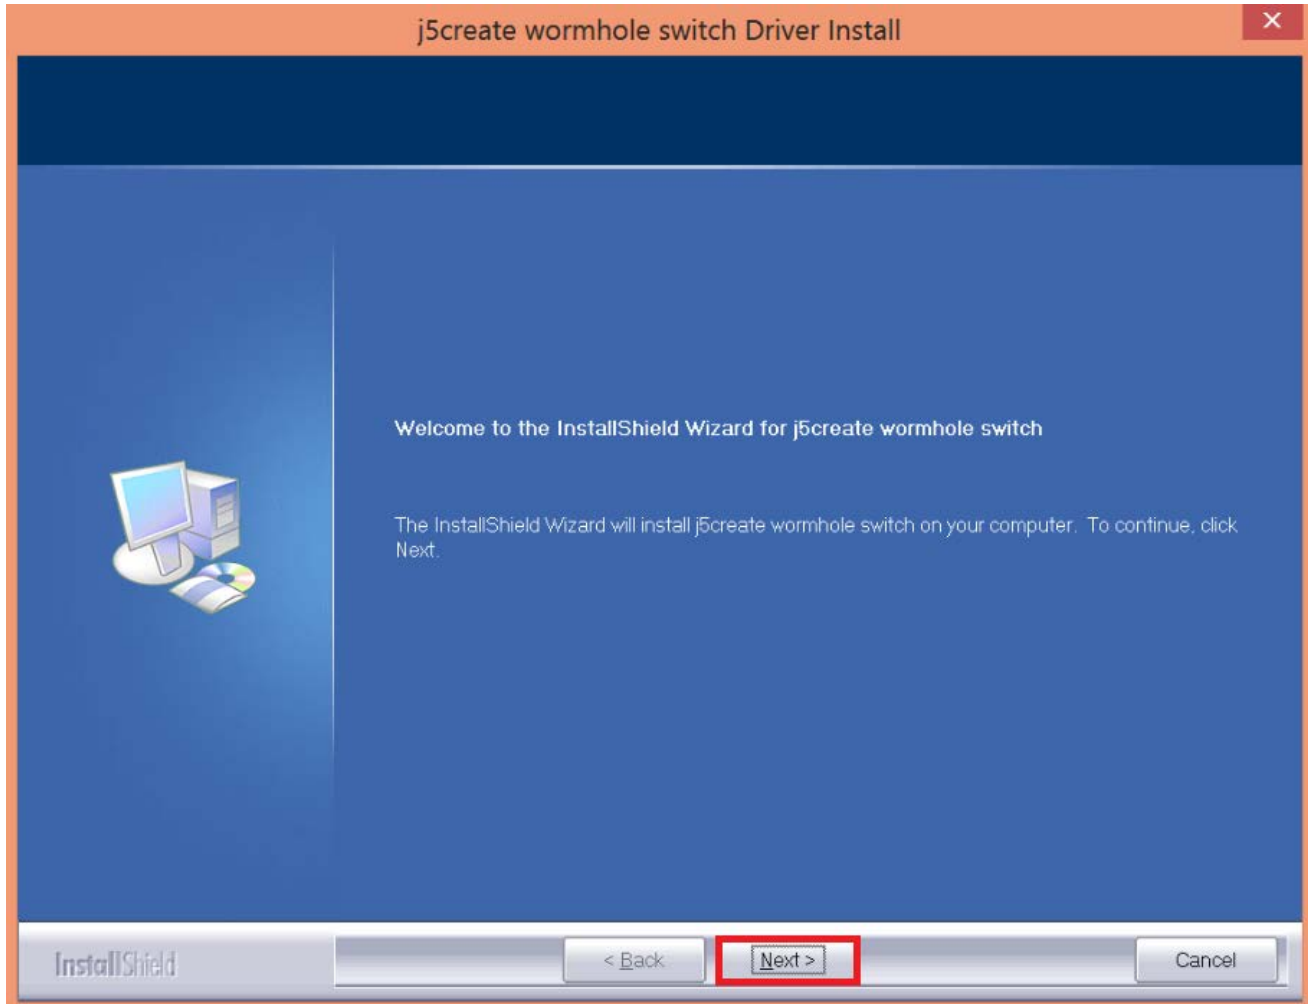 j5create wormhole switch Driver Install
Welcome to the InstallShield Wizard for j5create wormhole switch
The InstallShield Wizard will install j5create wormhole switch on your computer. To continue, click
Next.
InstallShield
< Back
Next >
Cancel